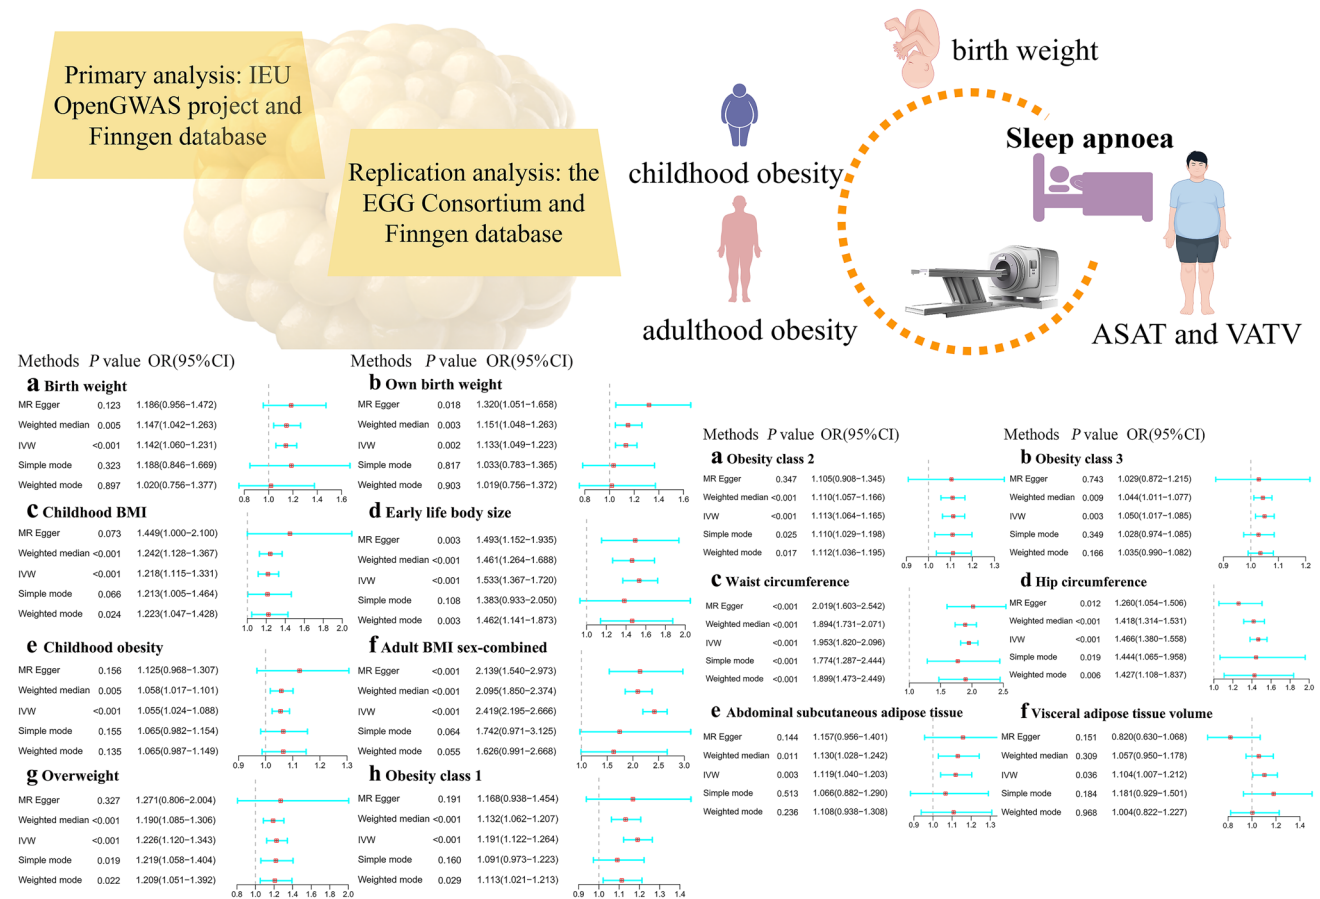 Primary analysis: IEU
OpenGWAS project and
Finngen database
Replication analysis: the
EGG Consortium and
Finngen database
birth weight
childhood obesity
adulthood obesity
Sleep apnoea
ASAT and VATV
Methods P value OR(95%CI)
a Birth weight
MR Egger 0.123 1.186(0.956−1.472)
Weighted median 0.005 1.147(1.042−1.263)
IVW <0.001 1.142(1.060−1.231)
Simple mode 0.323 1.188(0.846−1.669)
Weighted mode 0.897 1.020(0.756−1.377)
0.8 1.0 1.2 1.4 1.6
Methods P value OR(95%CI)
b Own birth weight
MR Egger 0.018 1.320(1.051−1.658)
Weighted median 0.003 1.151(1.048−1.263)
IVW 0.002 1.133(1.049−1.223)
Simple mode 0.817 1.033(0.783−1.365)
Weighted mode 0.903 1.019(0.756−1.372)
0.8 1.0 1.2 1.4 1.6
c Childhood BMI
MR Egger 0.073 1.449(1.000−2.100)
Weighted median <0.001 1.242(1.128−1.367)
IVW <0.001 1.218(1.115−1.331)
Simple mode 0.066 1.213(1.005−1.464)
Weighted mode 0.024 1.223(1.047−1.428)
1.0 1.2 1.4 1.6 2.0
d Early life body size
MR Egger 0.003 1.493(1.152−1.935)
Weighted median <0.001 1.461(1.264−1.688)
IVW <0.001 1.533(1.367−1.720)
Simple mode 0.108 1.383(0.933−2.050)
Weighted mode 0.003 1.462(1.141−1.873)
1.0 1.2 1.4 1.6 1.8 2.0
e Childhood obesity
MR Egger 0.156 1.125(0.968−1.307)
Weighted median 0.005 1.058(1.017−1.101)
IVW <0.001 1.055(1.024−1.088)
Simple mode 0.155 1.065(0.982−1.154)
Weighted mode 0.135 1.065(0.987−1.149)
0.9 1.0 1.1 1.2 1.3
f Adult BMI sex-combined
MR Egger <0.001 2.139(1.540−2.973)
Weighted median <0.001 2.095(1.850−2.374)
IVW <0.001 2.419(2.195−2.666)
Simple mode 0.064 1.742(0.971−3.125)
Weighted mode 0.055 1.626(0.991−2.668)
1.0 1.5 2.0 2.5 3.0
g Overweight
MR Egger 0.327 1.271(0.806−2.004)
Weighted median <0.001 1.190(1.085−1.306)
IVW <0.001 1.226(1.120−1.343)
Simple mode 0.019 1.219(1.058−1.404)
Weighted mode 0.022 1.209(1.051−1.392)
0.8 1.0 1.2 1.4 1.6 1.8 2.0
h Obesity class 1
MR Egger 0.191 1.168(0.938−1.454)
Weighted median <0.001 1.132(1.062−1.207)
IVW <0.001 1.191(1.122−1.264)
Simple mode 0.160 1.091(0.973−1.223)
Weighted mode 0.029 1.113(1.021−1.213)
0.9 1.0 1.1 1.2 1.3 1.4
Methods P value OR(95%CI)
a Obesity class 2
MR Egger 0.347 1.105(0.908−1.345)
Weighted median <0.001 1.110(1.057−1.166)
IVW <0.001 1.113(1.064−1.165)
Simple mode 0.025 1.110(1.029−1.198)
Weighted mode 0.017 1.112(1.036−1.195)
0.9 1.0 1.1 1.2 1.3
Methods P value OR(95%CI)
b Obesity class 3
MR Egger 0.743 1.029(0.872−1.215)
Weighted median 0.009 1.044(1.011−1.077)
IVW 0.003 1.050(1.017−1.085)
Simple mode 0.349 1.028(0.974−1.085)
Weighted mode 0.166 1.035(0.990−1.082)
0.9 1.0 1.1 1.2
c Waist circumference
MR Egger <0.001 2.019(1.603−2.542)
Weighted median <0.001 1.894(1.731−2.071)
IVW <0.001 1.953(1.820−2.096)
Simple mode <0.001 1.774(1.287−2.444)
Weighted mode <0.001 1.899(1.473−2.449)
1.0 1.5 2.0 2.5
d Hip circumference
MR Egger 0.012 1.260(1.054−1.506)
Weighted median <0.001 1.418(1.314−1.531)
IVW <0.001 1.466(1.380−1.558)
Simple mode 0.019 1.444(1.065−1.958)
Weighted mode 0.006 1.427(1.108−1.837)
1.0 1.2 1.4 1.6 1.8 2.0
e Abdominal subcutaneous adipose tissue
MR Egger 0.144 1.157(0.956−1.401)
Weighted median 0.011 1.130(1.028−1.242)
IVW 0.003 1.119(1.040−1.203)
Simple mode 0.513 1.066(0.882−1.290)
Weighted mode 0.236 1.108(0.938−1.308)
0.9 1.0 1.1 1.2 1.3
f Visceral adipose tissue volume
MR Egger 0.151 0.820(0.630−1.068)
Weighted median 0.309 1.057(0.950−1.178)
IVW 0.036 1.104(1.007−1.212)
Simple mode 0.184 1.181(0.929−1.501)
Weighted mode 0.968 1.004(0.822−1.227)
0.8 1.0 1.2 1.4